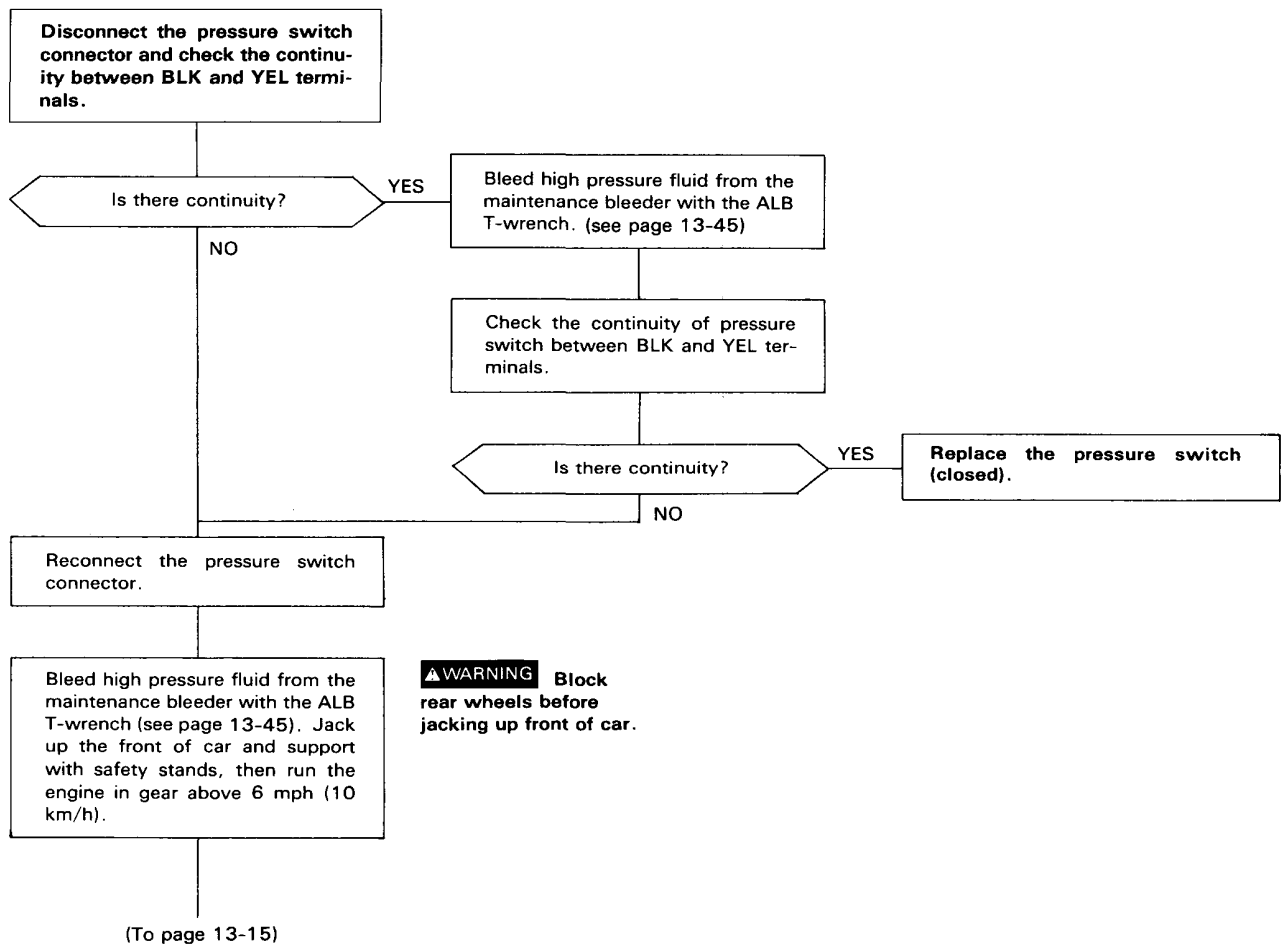 Disconnect the pressure switch
connector and check the continu-
ity between BLK and YEL termi-
nals.
Is there continuity?
YES
NO
Bleed high pressure fluid from the
maintenance bleeder with the ALB
T-wrench. (see page 13-45)
Check the continuity of pressure
switch between BLK and YEL ter-
minals.
Is there continuity?
YES
Replace the pressure switch
(closed).
NO
Reconnect the pressure switch
connector.
Bleed high pressure fluid from the
maintenance bleeder with the ALB
T-wrench (see page 13-45). Jack
up the front of car and support
with safety stands, then run the
engine in gear above 6 mph (10
km/h).
WARNING Block
rear wheels before
jacking up front of car.
(To page 13-15)